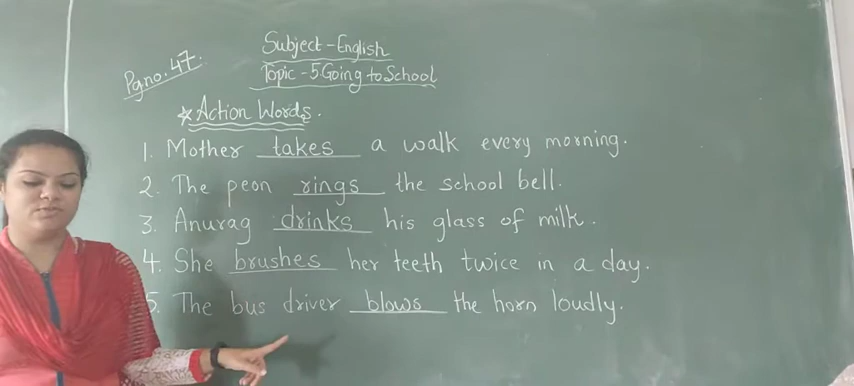 Pg no. 47
Subject-English
Topic-5 Going to School
*Action Words.
1. Mother takes a walk every morning.
2. The peon rings the school bell.
3. Anurag drinks his glass of milk.
4. She brushes her teeth twice in a day.
5. The bus driver blows the horn loudly.